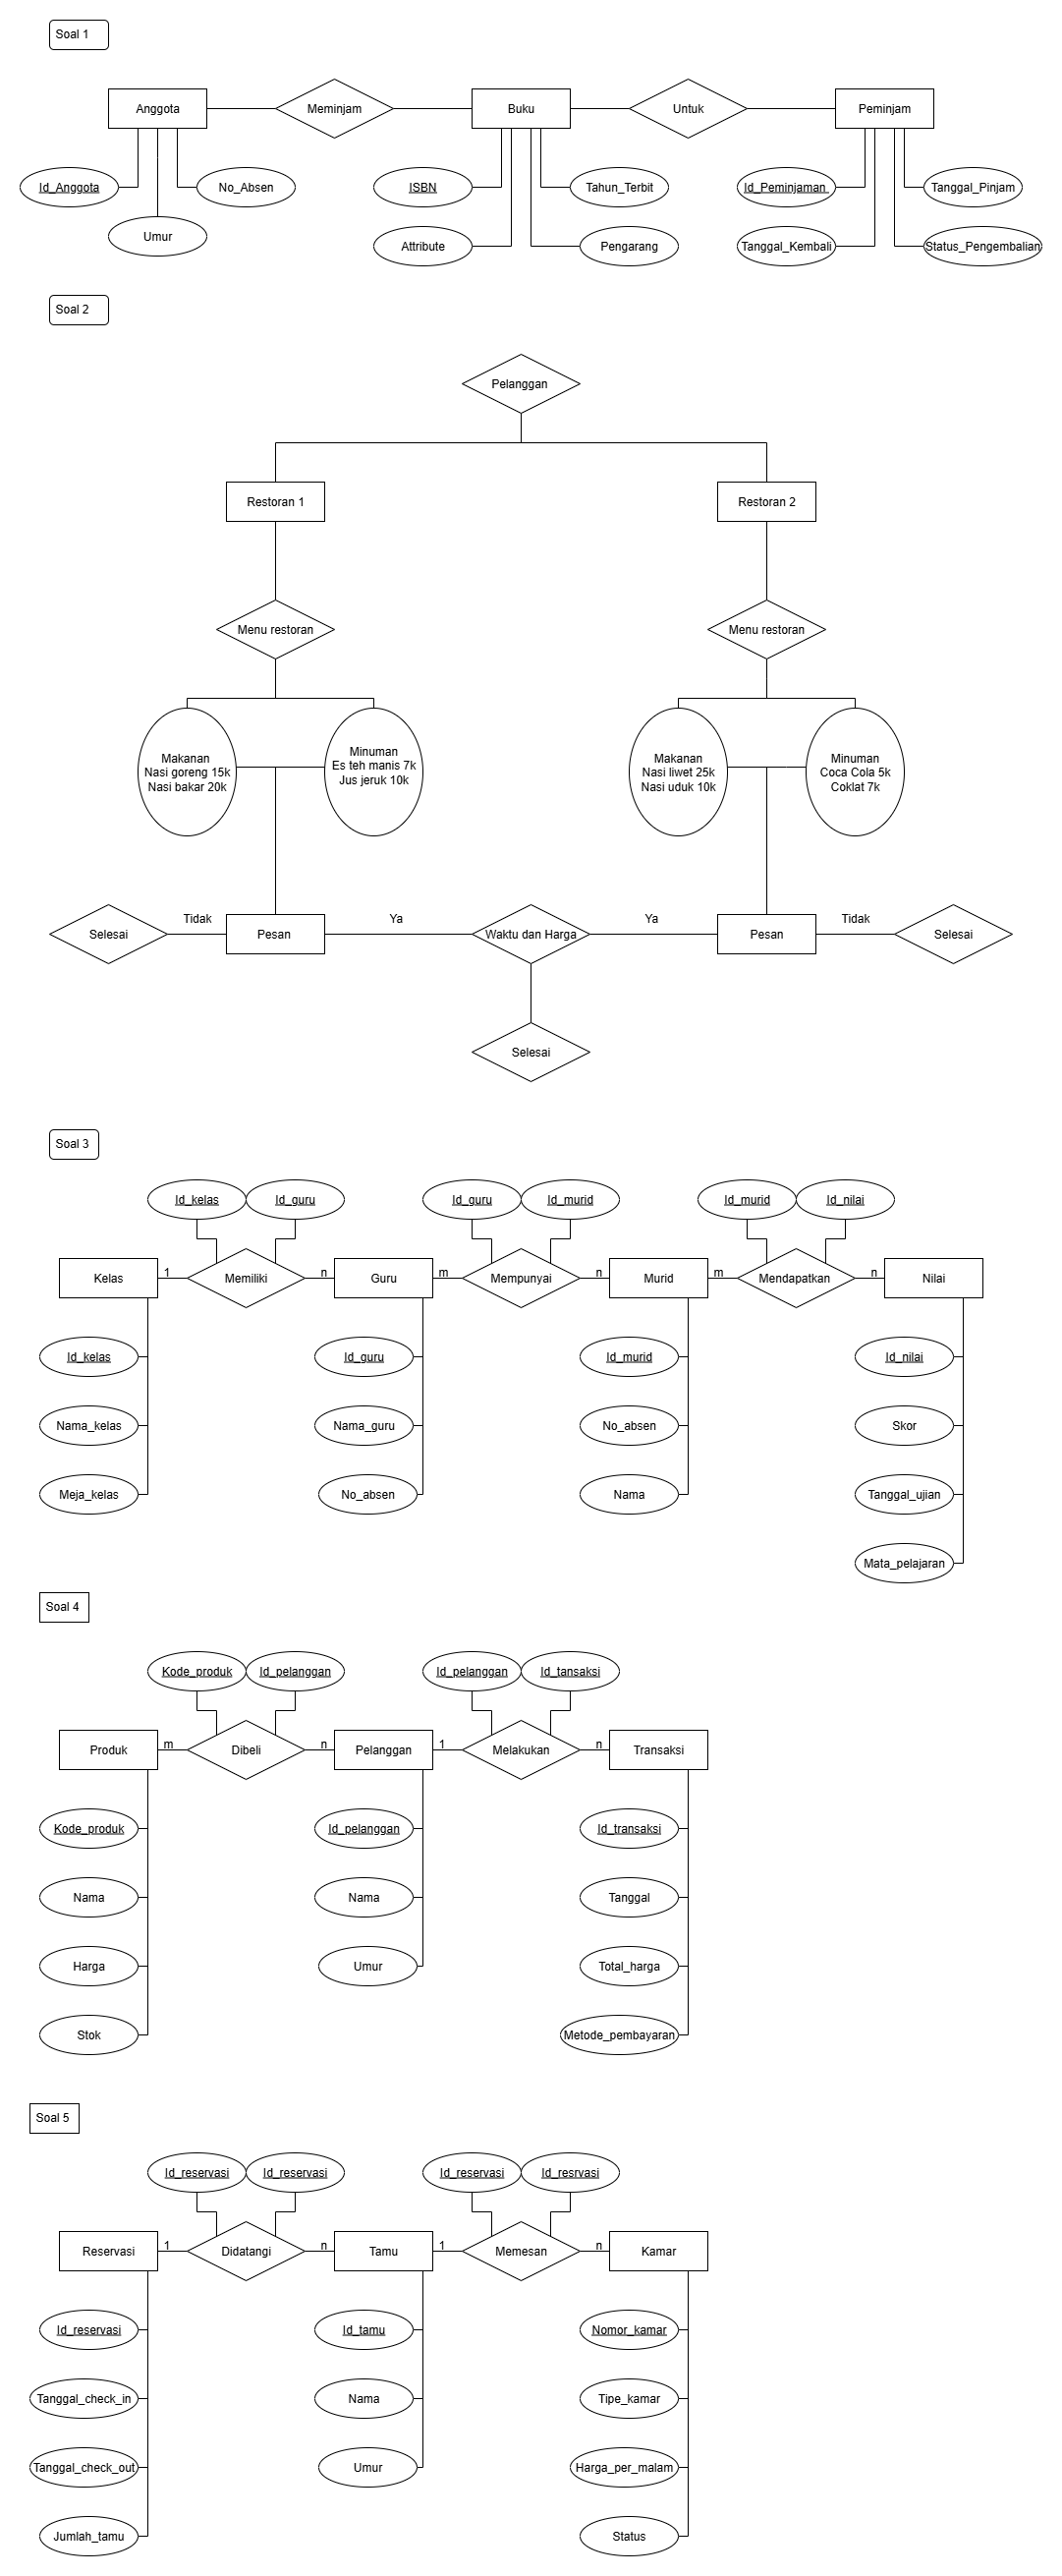 Soal 1
Anggota
Meminjam
Buku
Untuk
Peminjam
Id_Anggota
No_Absen
ISBN
Tahun_Terbit
Id_Peminjaman
Tanggal_Pinjam
Umur
Attribute
Pengarang
Tanggal_Kembali
Status_Pengembalian
Soal 2
Pelanggan
Restoran 1
Restoran 2
Menu restoran
Menu restoran
Makanan
Nasi goreng 15k
Nasi bakar 20k
Minuman
Es teh manis 7k
Jus jeruk 10k
Makanan
Nasi liwet 25k
Nasi uduk 10k
Minuman
Coca Cola 5k
Coklat 7k
Selesai
Tidak
Pesan
Ya
Waktu dan Harga
Ya
Pesan
Tidak
Selesai
Selesai
Soal 3
Id_kelas
Id_guru
Id_guru
Id_murid
Id_murid
Id_nilai
Kelas
1
Memiliki
n
Guru
m
Mempunyai
n
Murid
m
Mendapatkan
n
Nilai
Id_kelas
Id_guru
Id_murid
Id_nilai
Nama_kelas
Nama_guru
No_absen
Skor
Meja_kelas
No_absen
Nama
Tanggal_ujian
Mata_pelajaran
Soal 4
Kode_produk
Id_pelanggan
Id_pelanggan
Id_tansaksi
Produk
m
Dibeli
n
Pelanggan
1
Melakukan
n
Transaksi
Kode_produk
Id_pelanggan
Id_transaksi
Nama
Nama
Tanggal
Harga
Umur
Total_harga
Stok
Metode_pembayaran
Soal 5
Id_reservasi
Id_reservasi
Id_reservasi
Id_resrvasi
Reservasi
1
Didatangi
n
Tamu
1
Memesan
n
Kamar
Id_reservasi
Id_tamu
Nomor_kamar
Tanggal_check_in
Nama
Tipe_kamar
Tanggal_check_out
Umur
Harga_per_malam
Jumlah_tamu
Status